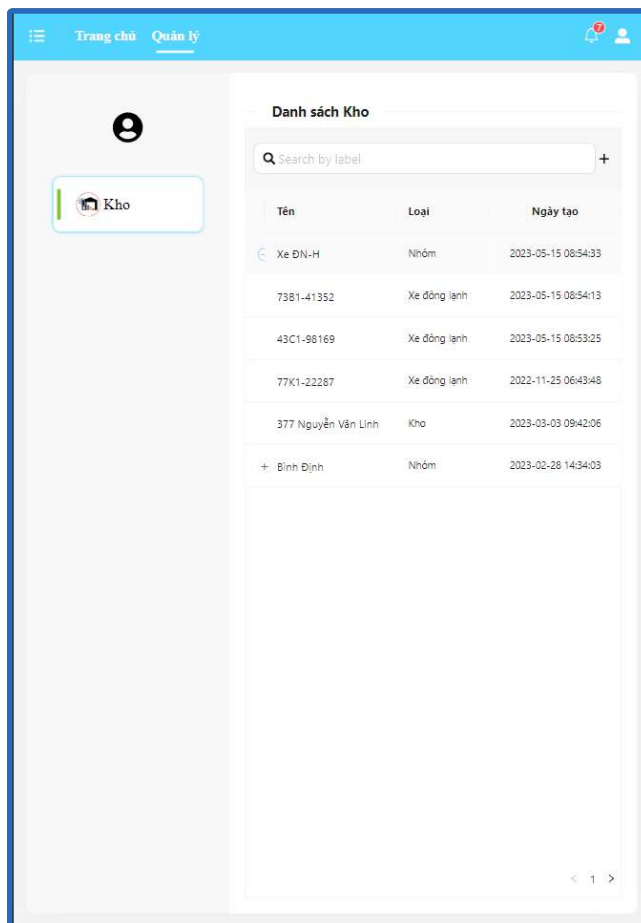 Trang chủ Quản lý 7
Danh sách Kho
Search by label +
Kho
Tên Loại Ngày tạo
Xe ĐN-H Nhóm 2023-05-15 08:54:33
73B1-41352 Xe đông lạnh 2023-05-15 08:54:13
43C1-98169 Xe đông lạnh 2023-05-15 08:53:25
77K1-22287 Xe đông lạnh 2022-11-25 06:43:48
377 Nguyễn Văn Linh Kho 2023-03-03 09:42:06
+ Bình Định Nhóm 2023-02-28 14:34:03
< 1 >